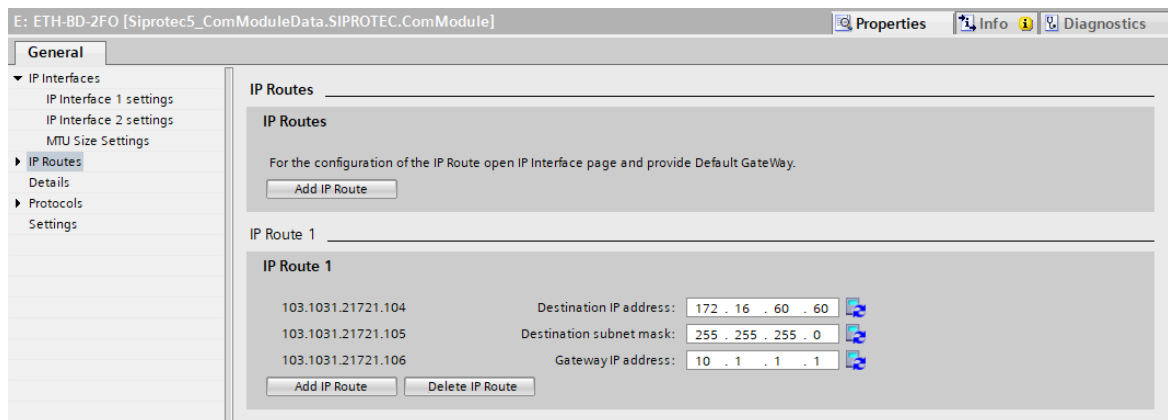 E: ETH-BD-2FO [Siprotec5_ComModuleData.SIPROTEC.ComModule]
Properties
Info
Diagnostics
General
IP Interfaces
IP Interface 1 settings
IP Interface 2 settings
MTU Size Settings
IP Routes
Details
Protocols
Settings
IP Routes
IP Routes
For the configuration of the IP Route open IP Interface page and provide Default GateWay.
Add IP Route
IP Route 1
IP Route 1
103.1031.21721.104 Destination IP address: 172 . 16 . 60 . 60
103.1031.21721.105 Destination subnet mask: 255 . 255 . 255 . 0
103.1031.21721.106 Gateway IP address: 10 . 1 . 1 . 1
Add IP Route Delete IP Route